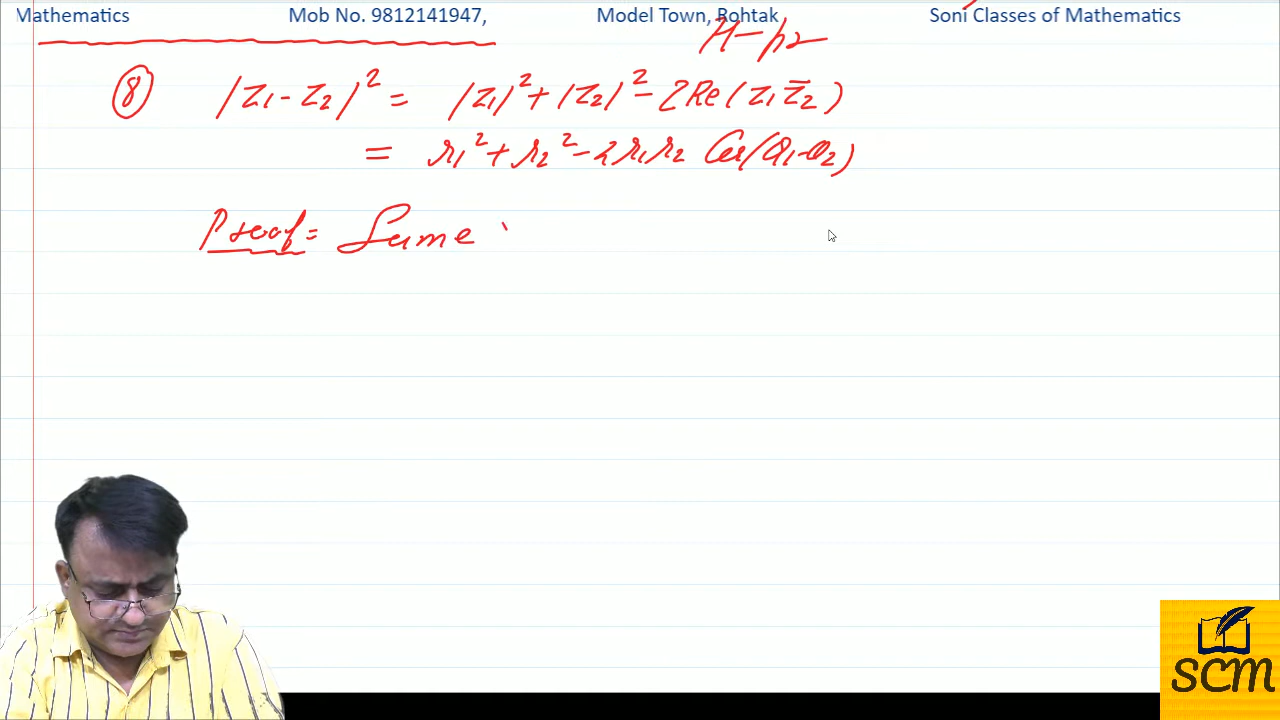 Mathematics Mob No. 9812141947, Model Town, Rohtak Soni Classes of Mathematics
⑧ |z₁ - z₂|² = |z₁|² + |z₂|² - 2Re(z₁z̄₂)
= r₁² + r₂² - 2r₁r₂ Cos(θ₁-θ₂)
Proof = Same
SCM